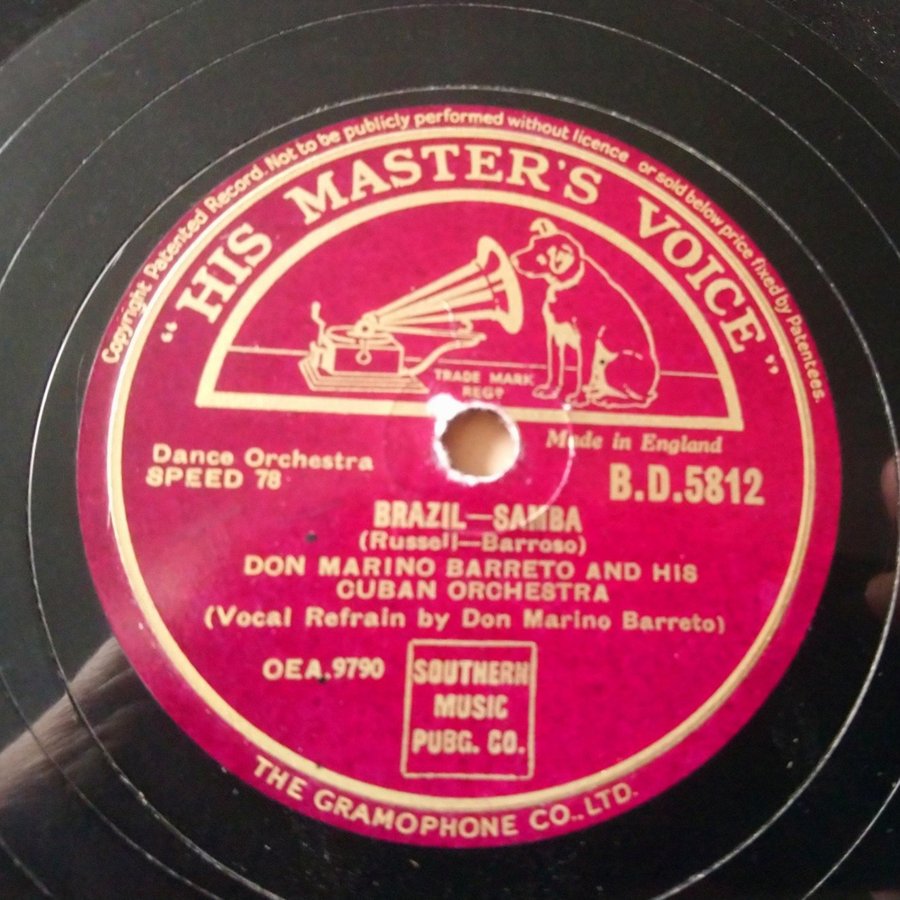 Copyright Patented Record. Not to be publicly performed without licence or sold below price fixed by Patentees.
"HIS MASTER'S VOICE"
TRADE MARK
REGD
Made in England
Dance Orchestra
SPEED 78
B.D.5812
BRAZIL—SAMBA
(Russell—Barroso)
DON MARINO BARRETO AND HIS
CUBAN ORCHESTRA
(Vocal Refrain by Don Marino Barreto)
OEA.9790
SOUTHERN
MUSIC
PUBG. CO.
THE GRAMOPHONE CO., LTD.